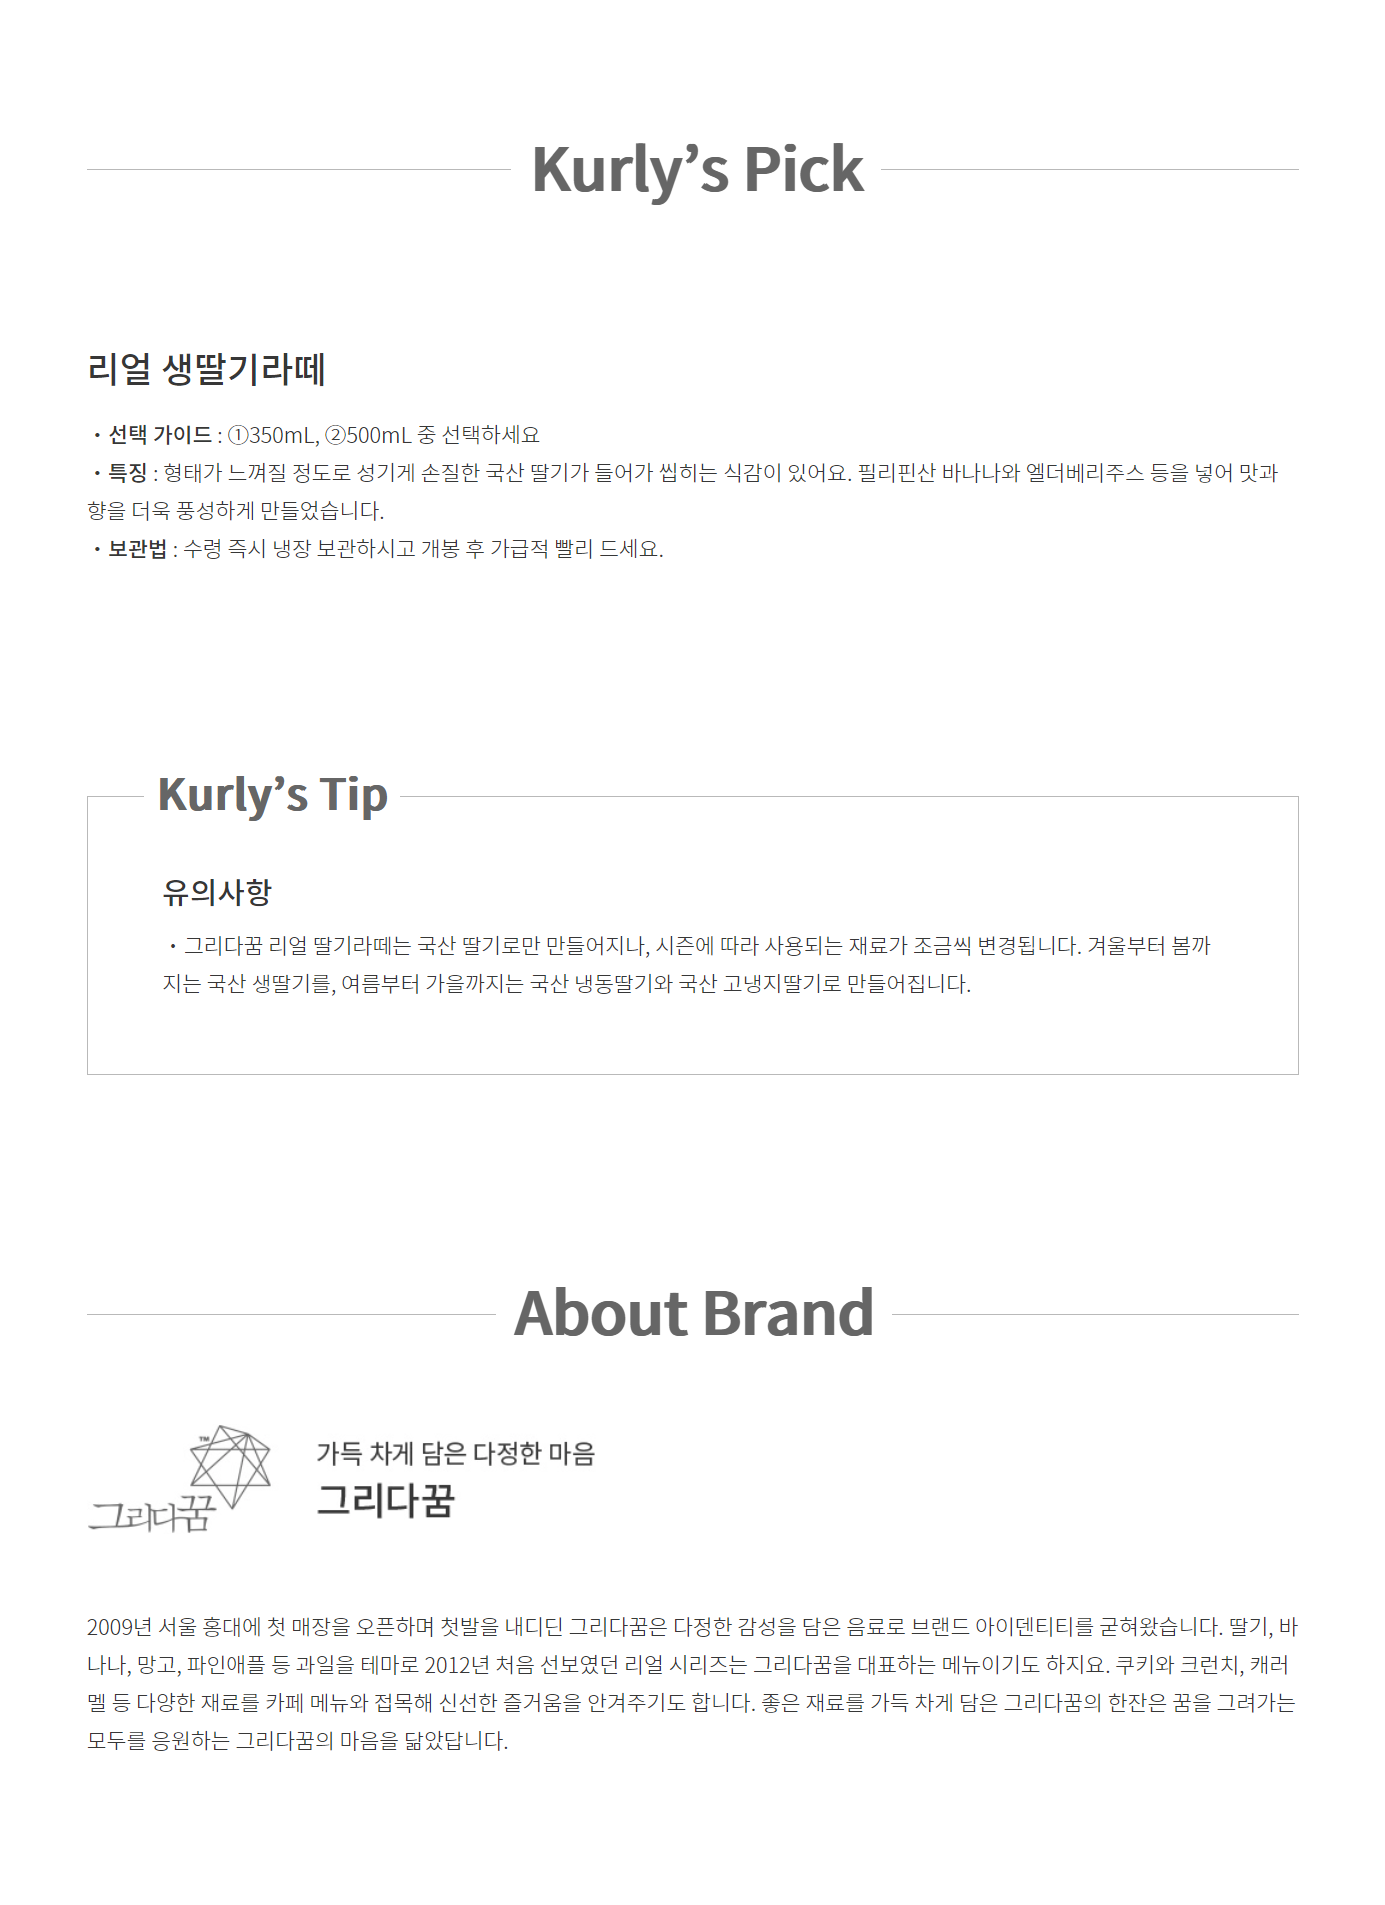 Kurly’s Pick
리얼 생딸기라떼
・선택 가이드 : ①350mL, ②500mL 중 선택하세요
・특징 : 형태가 느껴질 정도로 성기게 손질한 국산 딸기가 들어가 씹히는 식감이 있어요. 필리핀산 바나나와 엘더베리주스 등을 넣어 맛과
향을 더욱 풍성하게 만들었습니다.
・보관법 : 수령 즉시 냉장 보관하시고 개봉 후 가급적 빨리 드세요.
Kurly’s Tip
유의사항
・그리다꿈 리얼 딸기라떼는 국산 딸기로만 만들어지나, 시즌에 따라 사용되는 재료가 조금씩 변경됩니다. 겨울부터 봄까
지는 국산 생딸기를, 여름부터 가을까지는 국산 냉동딸기와 국산 고냉지딸기로 만들어집니다.
About Brand
TM
그리다꿈
가득 차게 담은 다정한 마음
그리다꿈
2009년 서울 홍대에 첫 매장을 오픈하며 첫발을 내디딘 그리다꿈은 다정한 감성을 담은 음료로 브랜드 아이덴티티를 굳혀왔습니다. 딸기, 바
나나, 망고, 파인애플 등 과일을 테마로 2012년 처음 선보였던 리얼 시리즈는 그리다꿈을 대표하는 메뉴이기도 하지요. 쿠키와 크런치, 캐러
멜 등 다양한 재료를 카페 메뉴와 접목해 신선한 즐거움을 안겨주기도 합니다. 좋은 재료를 가득 차게 담은 그리다꿈의 한잔은 꿈을 그려가는
모두를 응원하는 그리다꿈의 마음을 닮았답니다.